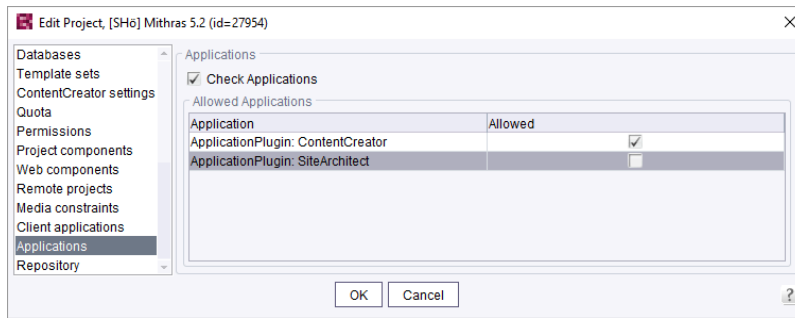 Edit Project, [SHö] Mithras 5.2 (id=27954)
Databases
Template sets
ContentCreator settings
Quota
Permissions
Project components
Web components
Remote projects
Media constraints
Client applications
Applications
Repository
Applications
Check Applications
Allowed Applications
Application Allowed
ApplicationPlugin: ContentCreator
ApplicationPlugin: SiteArchitect
OK Cancel
?